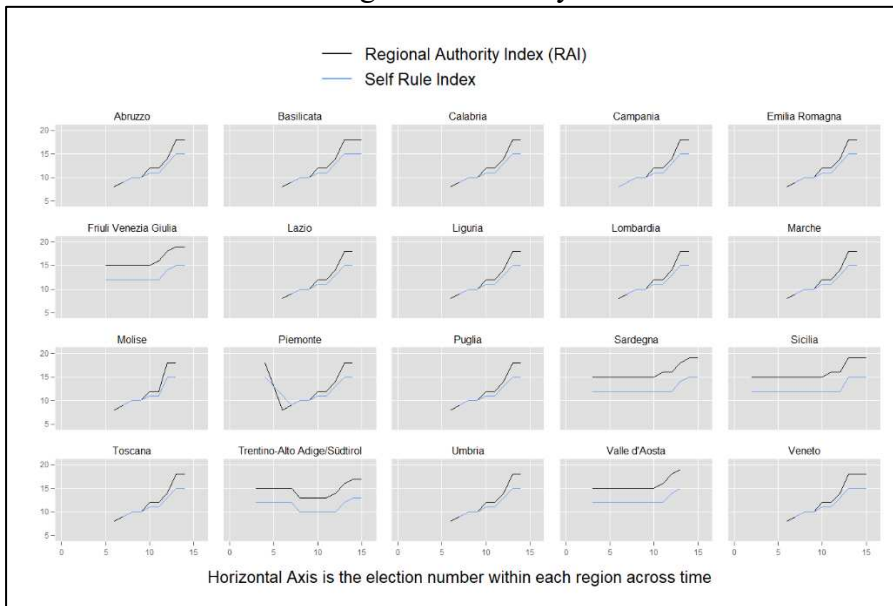 Regional Authority Index (RAI)
Self Rule Index
Abruzzo Basilicata Calabria Campania Emilia Romagna
20
15
10
5
Friuli Venezia Giulia Lazio Liguria Lombardia Marche
20
15
10
5
Molise Piemonte Puglia Sardegna Sicilia
20
15
10
5
Toscana Trentino-Alto Adige/Südtirol Umbria Valle d'Aosta Veneto
20
15
10
5
0 5 10 15 0 5 10 15 0 5 10 15 0 5 10 15 0 5 10 15
Horizontal Axis is the election number within each region across time